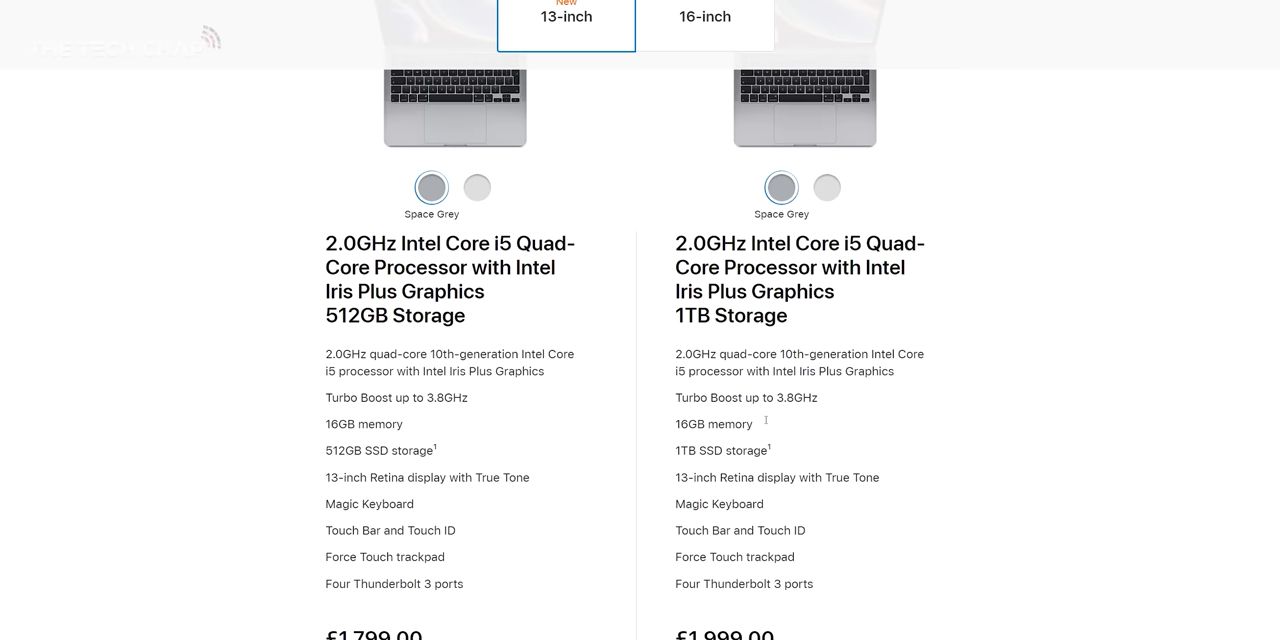 New
13-inch
16-inch
THE TECH CHAP
Space Grey
Space Grey
2.0GHz Intel Core i5 Quad-
Core Processor with Intel
Iris Plus Graphics
512GB Storage
2.0GHz quad-core 10th-generation Intel Core
i5 processor with Intel Iris Plus Graphics
Turbo Boost up to 3.8GHz
16GB memory
512GB SSD storage1
13-inch Retina display with True Tone
Magic Keyboard
Touch Bar and Touch ID
Force Touch trackpad
Four Thunderbolt 3 ports
£1,799.00
2.0GHz Intel Core i5 Quad-
Core Processor with Intel
Iris Plus Graphics
1TB Storage
2.0GHz quad-core 10th-generation Intel Core
i5 processor with Intel Iris Plus Graphics
Turbo Boost up to 3.8GHz
16GB memory
1TB SSD storage1
13-inch Retina display with True Tone
Magic Keyboard
Touch Bar and Touch ID
Force Touch trackpad
Four Thunderbolt 3 ports
£1,999.00